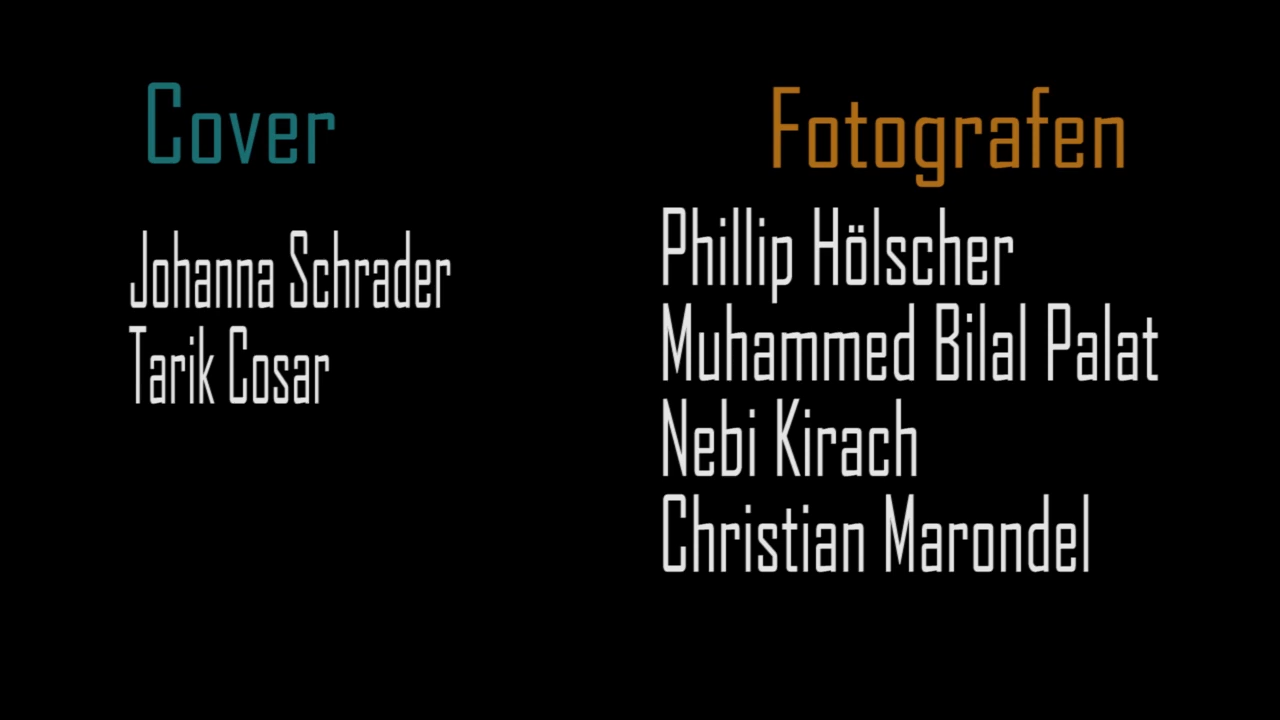 Cover
Johanna Schrader
Tarik Cosar
Fotografen
Phillip Hölscher
Muhammed Bilal Palat
Nebi Kirach
Christian Marondel